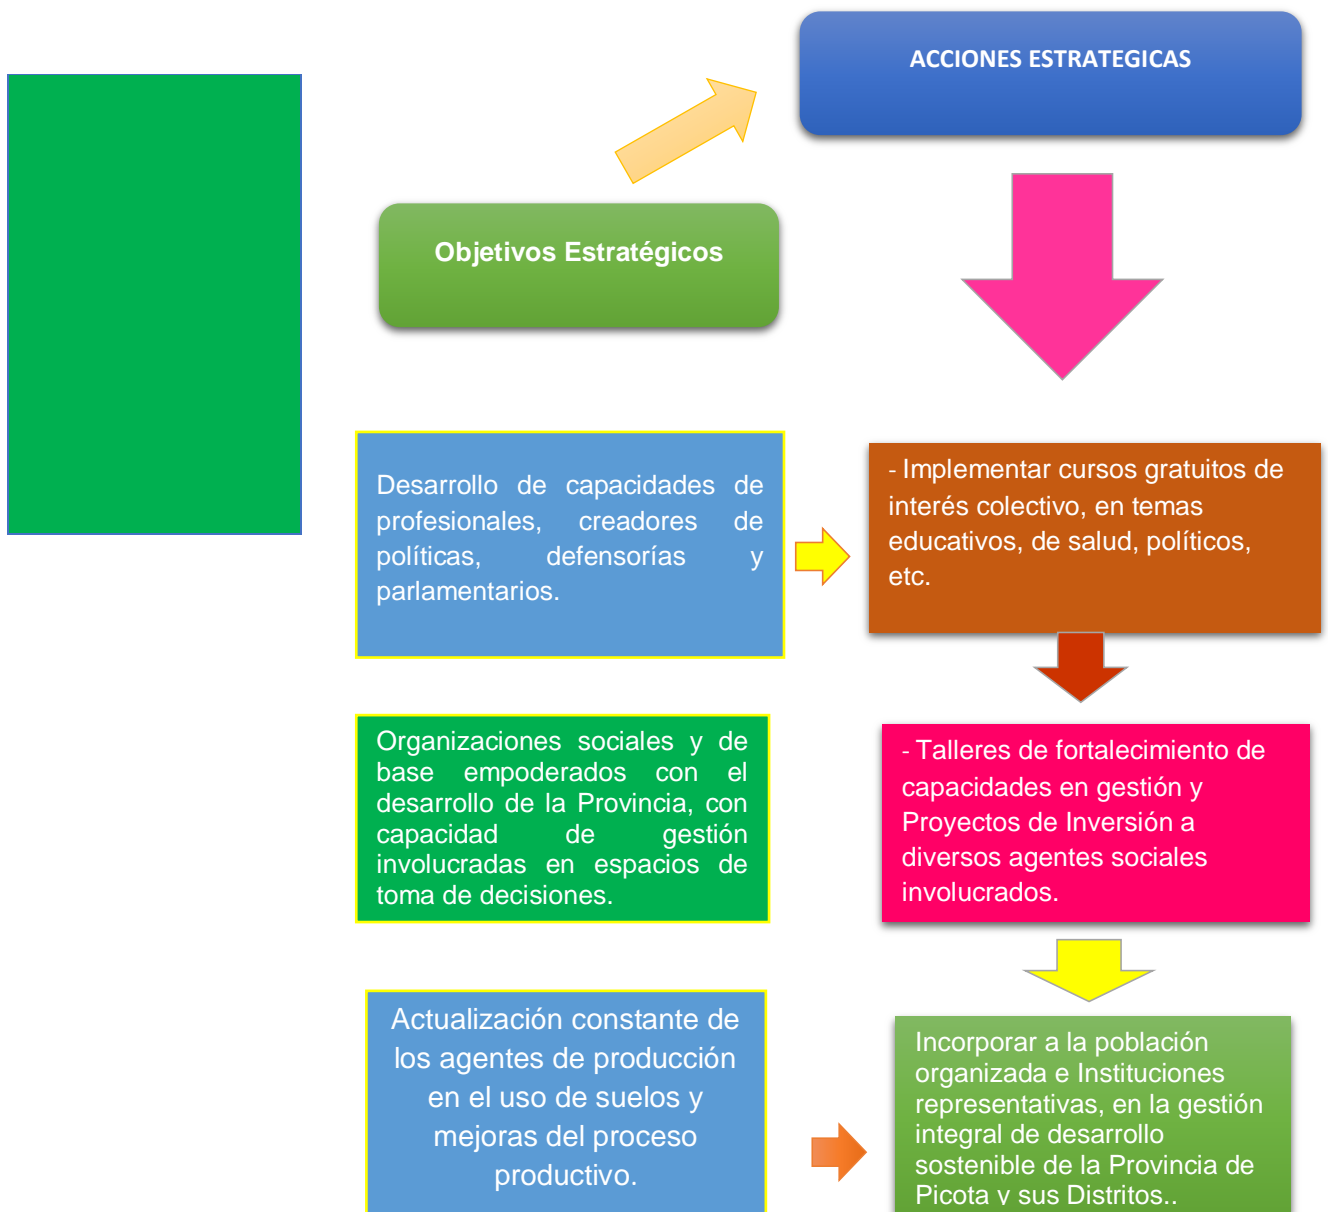 ACCIONES ESTRATEGICAS
Objetivos Estratégicos
Desarrollo de capacidades de
profesionales, creadores de
políticas, defensorías y
parlamentarios.
- Implementar cursos gratuitos de
interés colectivo, en temas
educativos, de salud, políticos,
etc.
Organizaciones sociales y de
base empoderados con el
desarrollo de la Provincia, con
capacidad de gestión
involucradas en espacios de
toma de decisiones.
- Talleres de fortalecimiento de
capacidades en gestión y
Proyectos de Inversión a
diversos agentes sociales
involucrados.
Actualización constante de
los agentes de producción
en el uso de suelos y
mejoras del proceso
productivo.
Incorporar a la población
organizada e Instituciones
representativas, en la gestión
integral de desarrollo
sostenible de la Provincia de
Picota y sus Distritos..